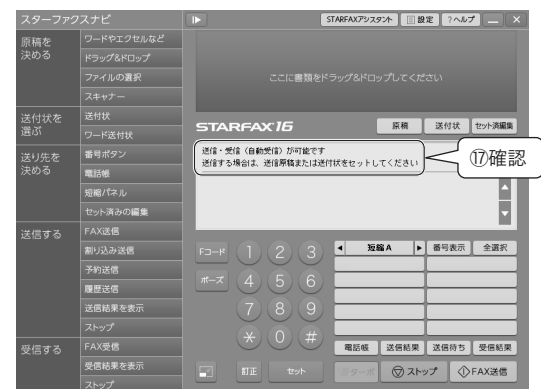 スターファクスナビ
STARFAXアシスタント
設定
?ヘルプ
原稿を
決める
ワードやエクセルなど
ドラッグ&ドロップ
ファイルの選択
スキャナー
送付状を
選ぶ
送付状
ワード送付状
送り先を
決める
番号ボタン
電話帳
短縮パネル
セット済みの編集
送信する
FAX送信
割り込み送信
予約送信
履歴送信
送信結果を表示
ストップ
受信する
FAX受信
受信結果を表示
ストップ
ここに書類をドラッグ&ドロップしてください
STARFAX16
原稿
送付状
セット済編集
送信・受信(自動受信)が可能です
送信する場合は、送信原稿または送付状をセットしてください
⑰確認
Fコード
1
2
3
短縮A
番号表示
全選択
ポーズ
4
5
6
7
8
9
*
0
#
電話帳
送信結果
送信待ち
受信結果
訂正
セット
ターボ
ストップ
FAX送信